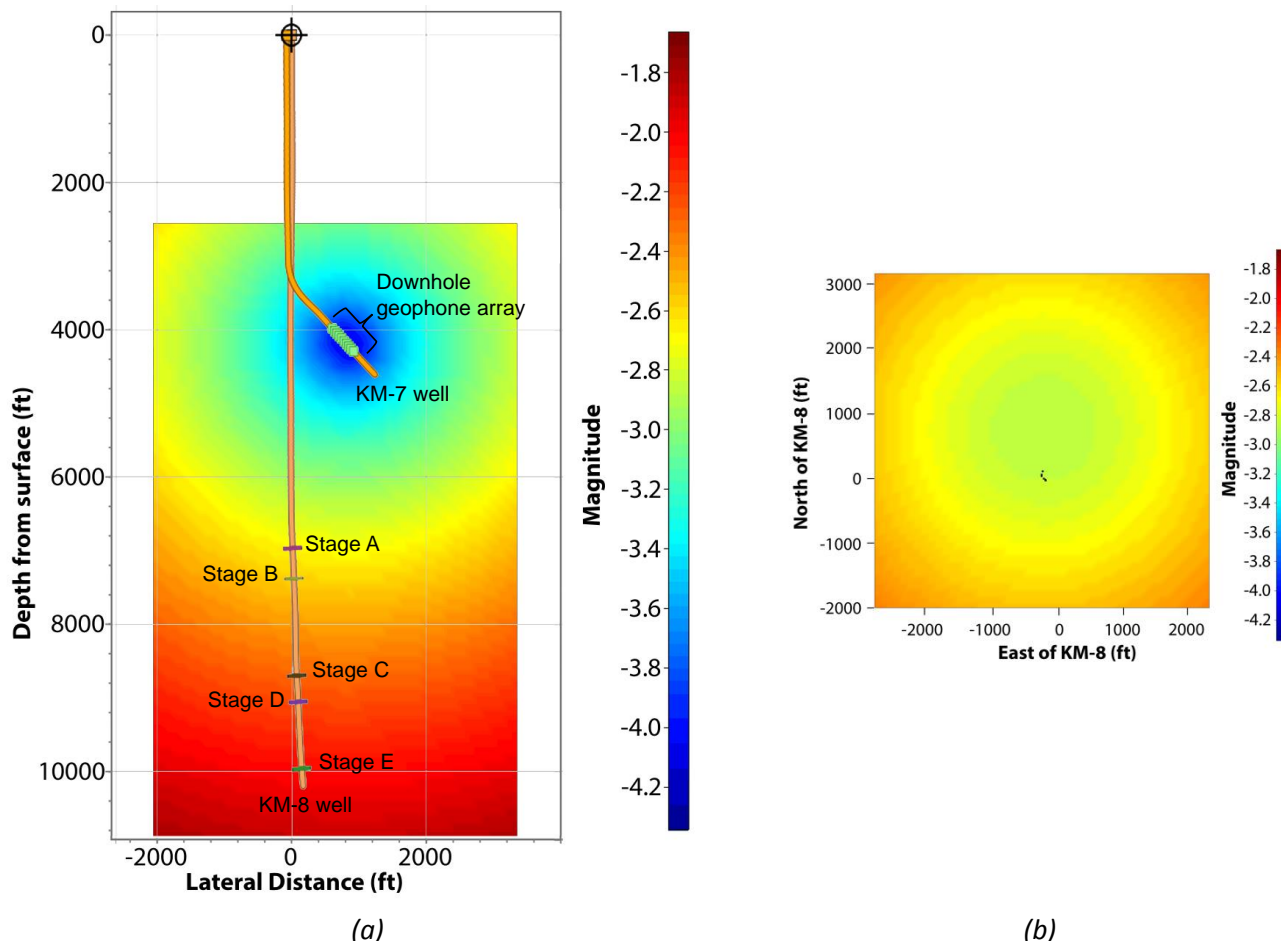 0
2000
4000
6000
8000
10000
Depth from surface (ft)
-2000
0
2000
Lateral Distance (ft)
Downhole
geophone array
KM-7 well
Stage A
Stage B
Stage C
Stage D
Stage E
KM-8 well
Magnitude
-1.8
-2.0
-2.2
-2.4
-2.6
-2.8
-3.0
-3.2
-3.4
-3.6
-3.8
-4.0
-4.2
(a)
3000
2000
1000
0
-1000
-2000
North of KM-8 (ft)
-2000
-1000
0
1000
2000
East of KM-8 (ft)
Magnitude
-1.8
-2.0
-2.2
-2.4
-2.6
-2.8
-3.0
-3.2
-3.4
-3.6
-3.8
-4.0
-4.2
(b)